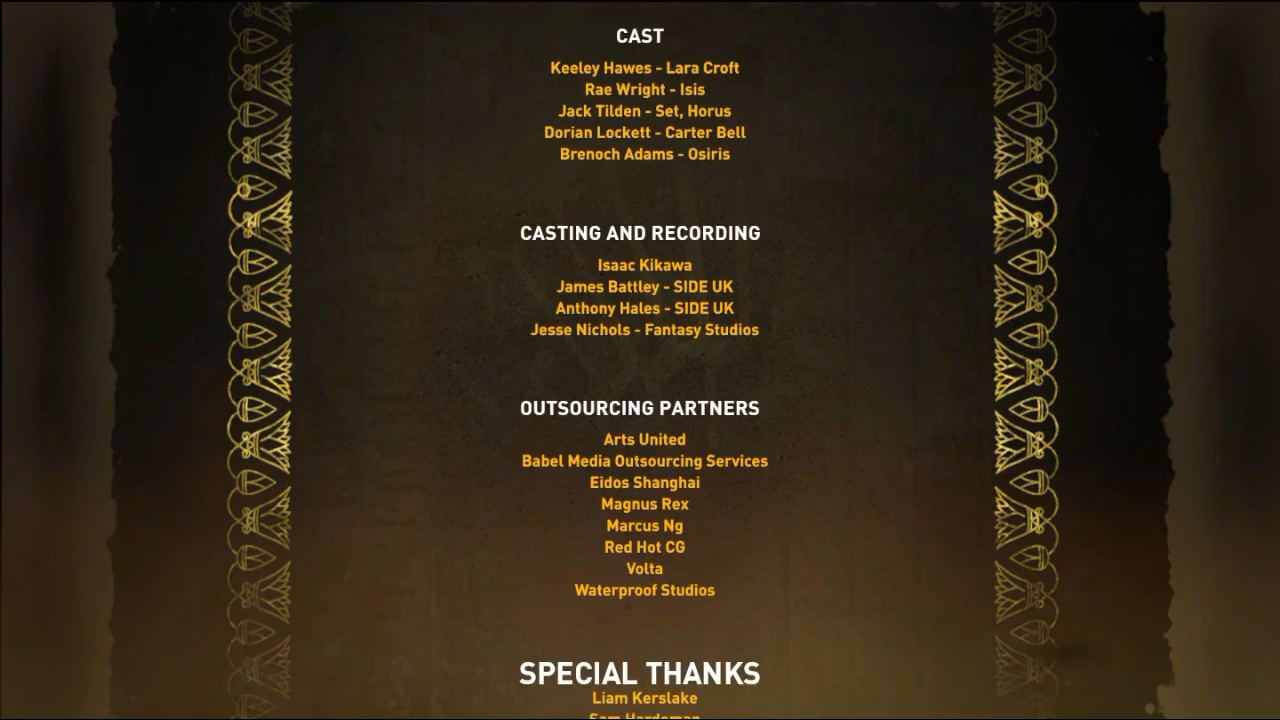 CAST
Keeley Hawes - Lara Croft
Rae Wright - Isis
Jack Tilden - Set, Horus
Dorian Lockett - Carter Bell
Brenoch Adams - Osiris
CASTING AND RECORDING
Isaac Kikawa
James Battley - SIDE UK
Anthony Hales - SIDE UK
Jesse Nichols - Fantasy Studios
OUTSOURCING PARTNERS
Arts United
Babel Media Outsourcing Services
Eidos Shanghai
Magnus Rex
Marcus Ng
Red Hot CG
Volta
Waterproof Studios
SPECIAL THANKS
Liam Kerslake
Sam Hardeman